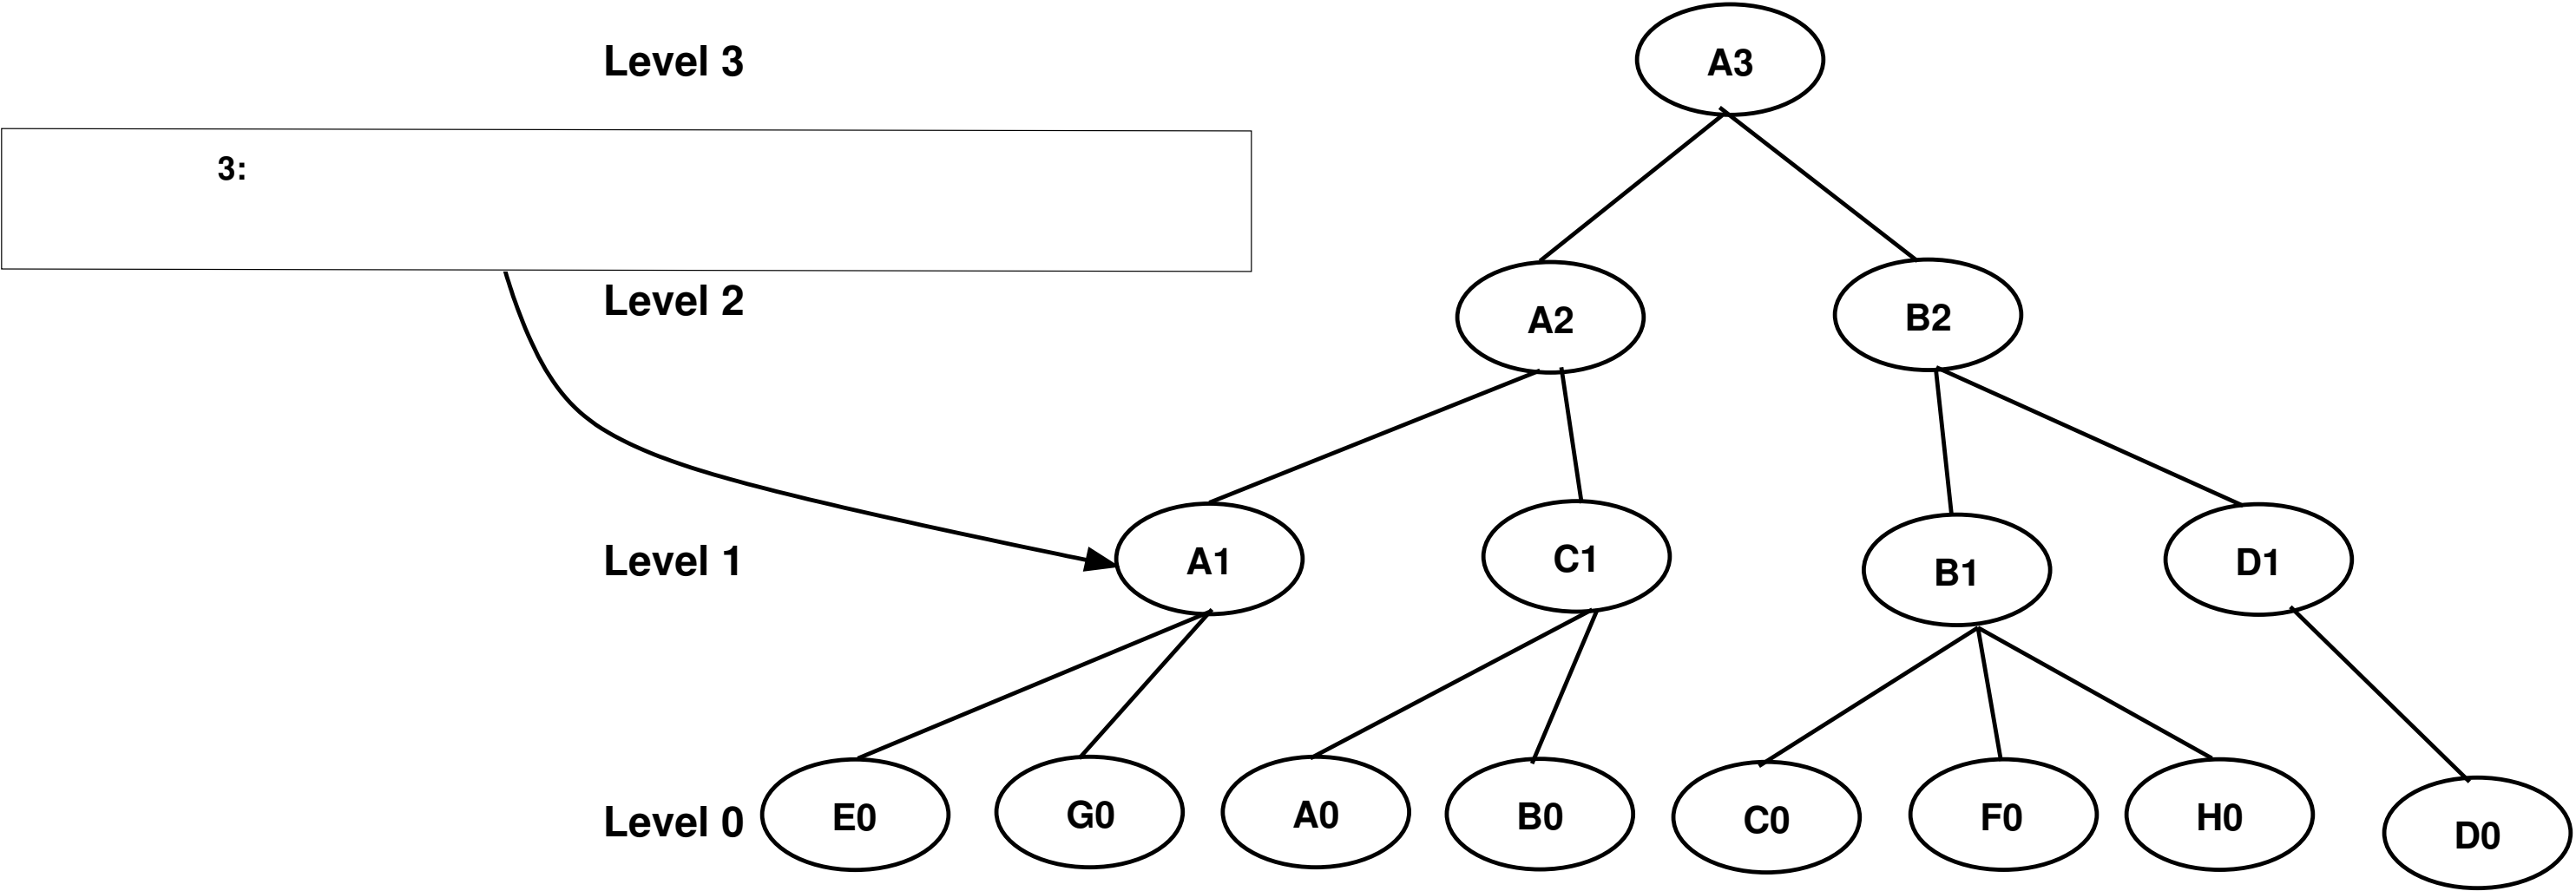 Level 3
A3
3:
Level 2
A2
B2
Level 1
A1
C1
B1
D1
Level 0
E0
G0
A0
B0
C0
F0
H0
D0